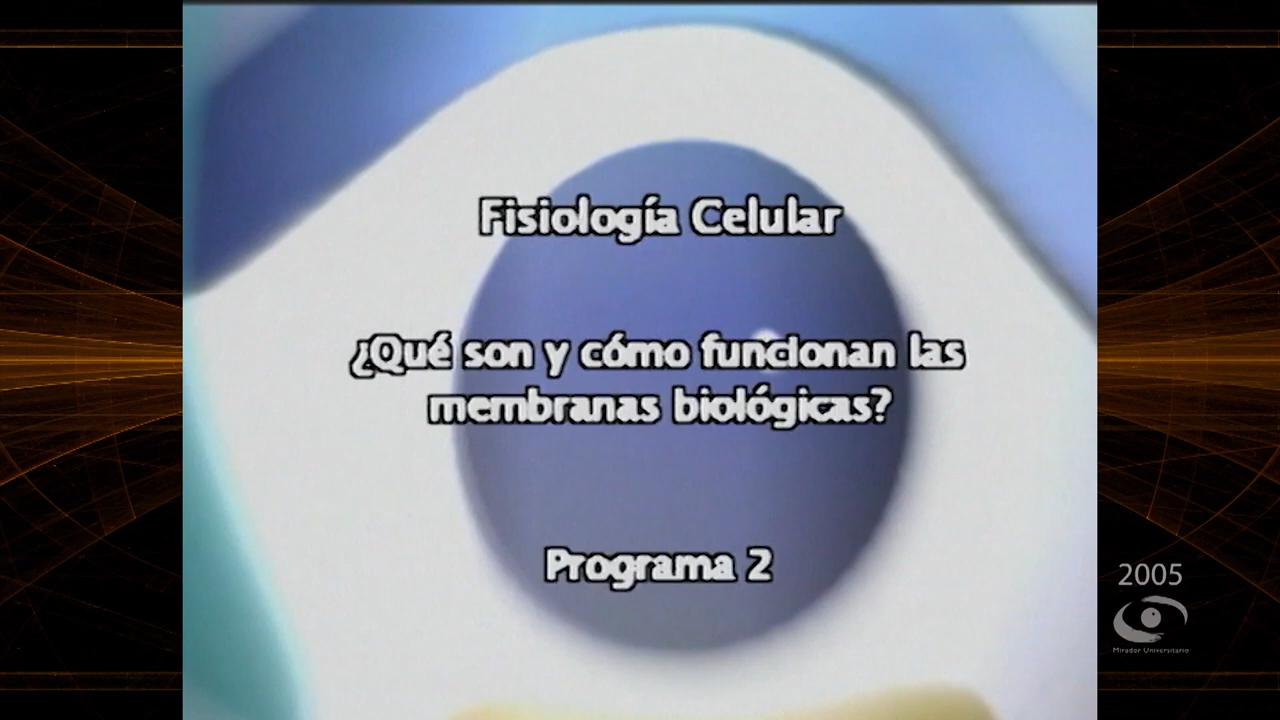 Fisiología Celular
¿Qué son y cómo funcionan las
membranas biológicas?
Programa 2
2005
Mirador Universitario